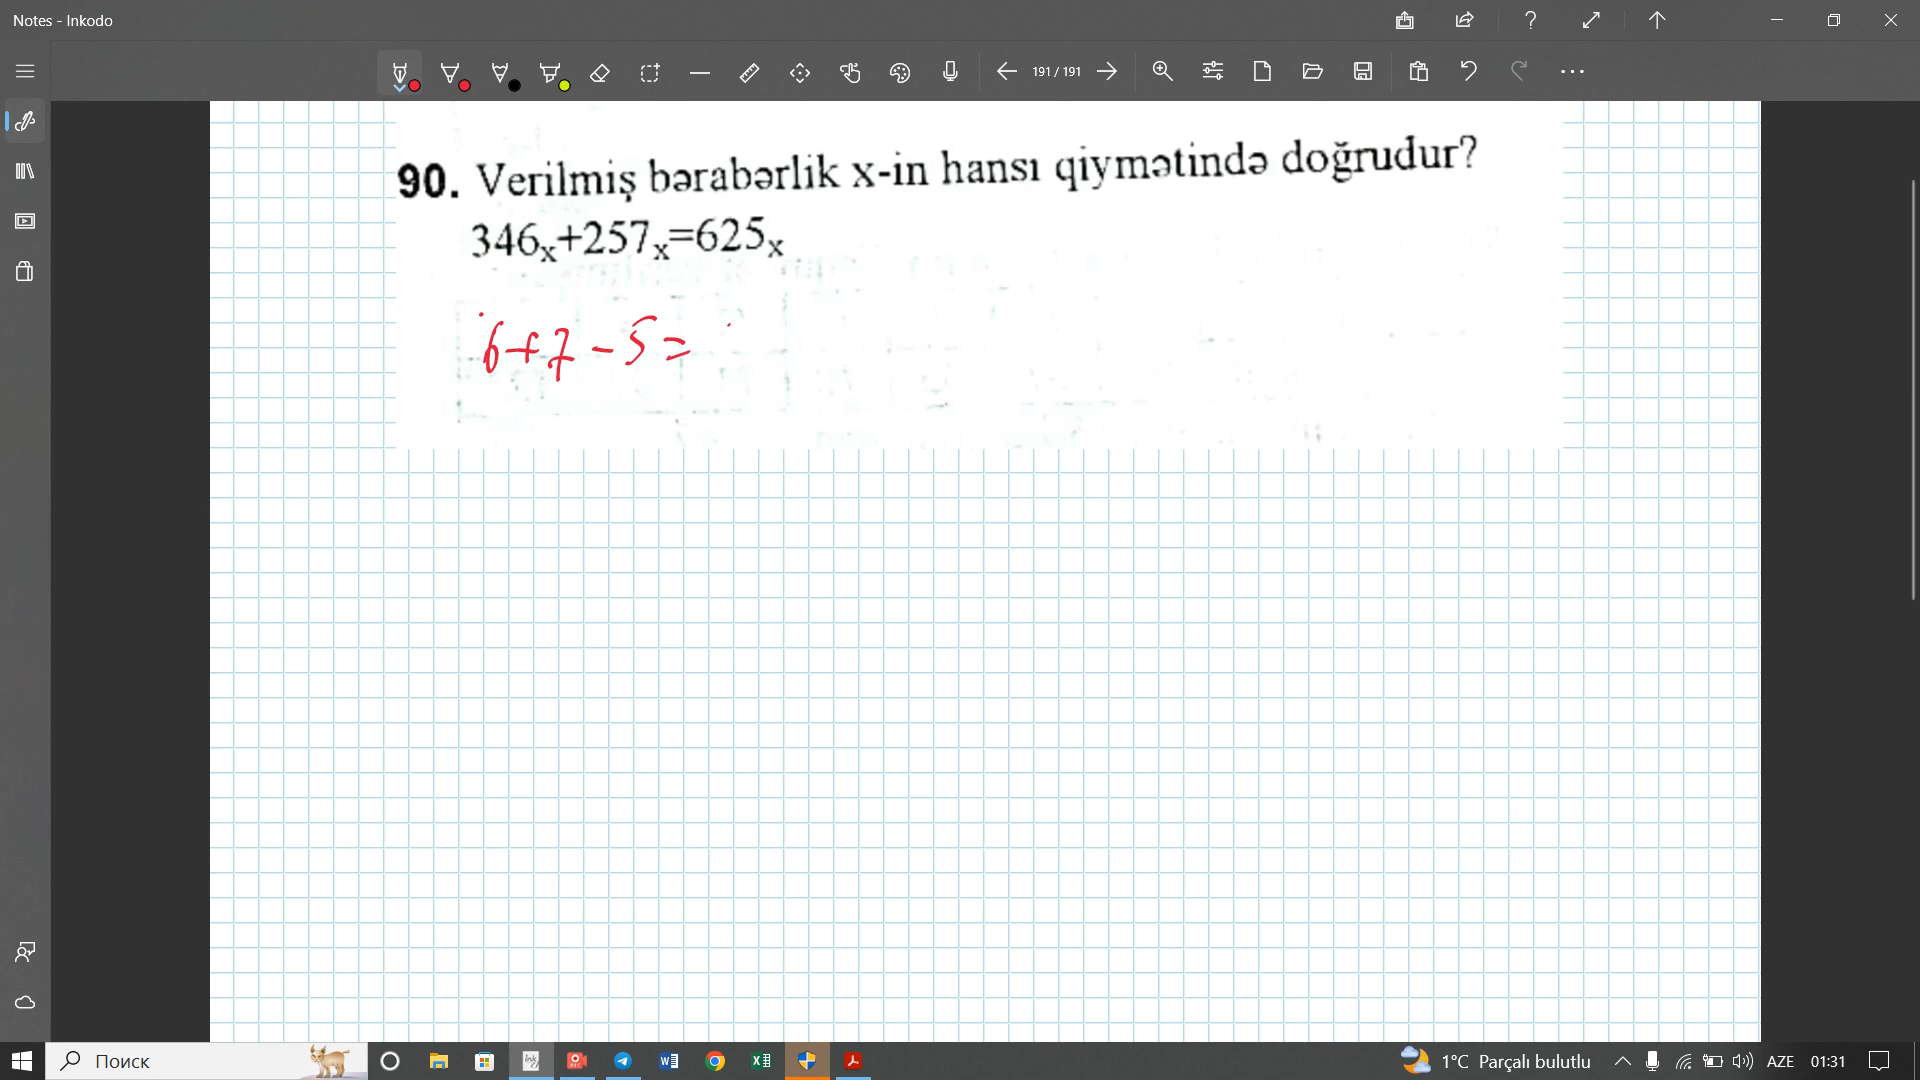 Notes - Inkodo
191 / 191
90. Verilmiş bərabərlik x-in hansı qiymətində doğrudur?
346ₓ+257ₓ=625ₓ
6+7-5=
Поиск
1°C Parçalı bulutlu
AZE
01:31